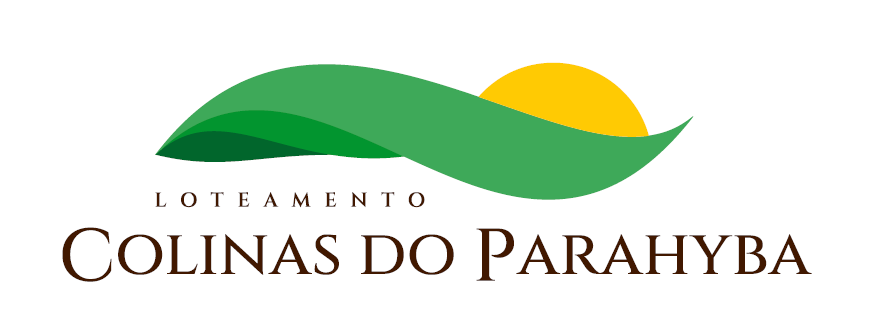 LOTEAMENTO
COLINAS DO PARAHYBA